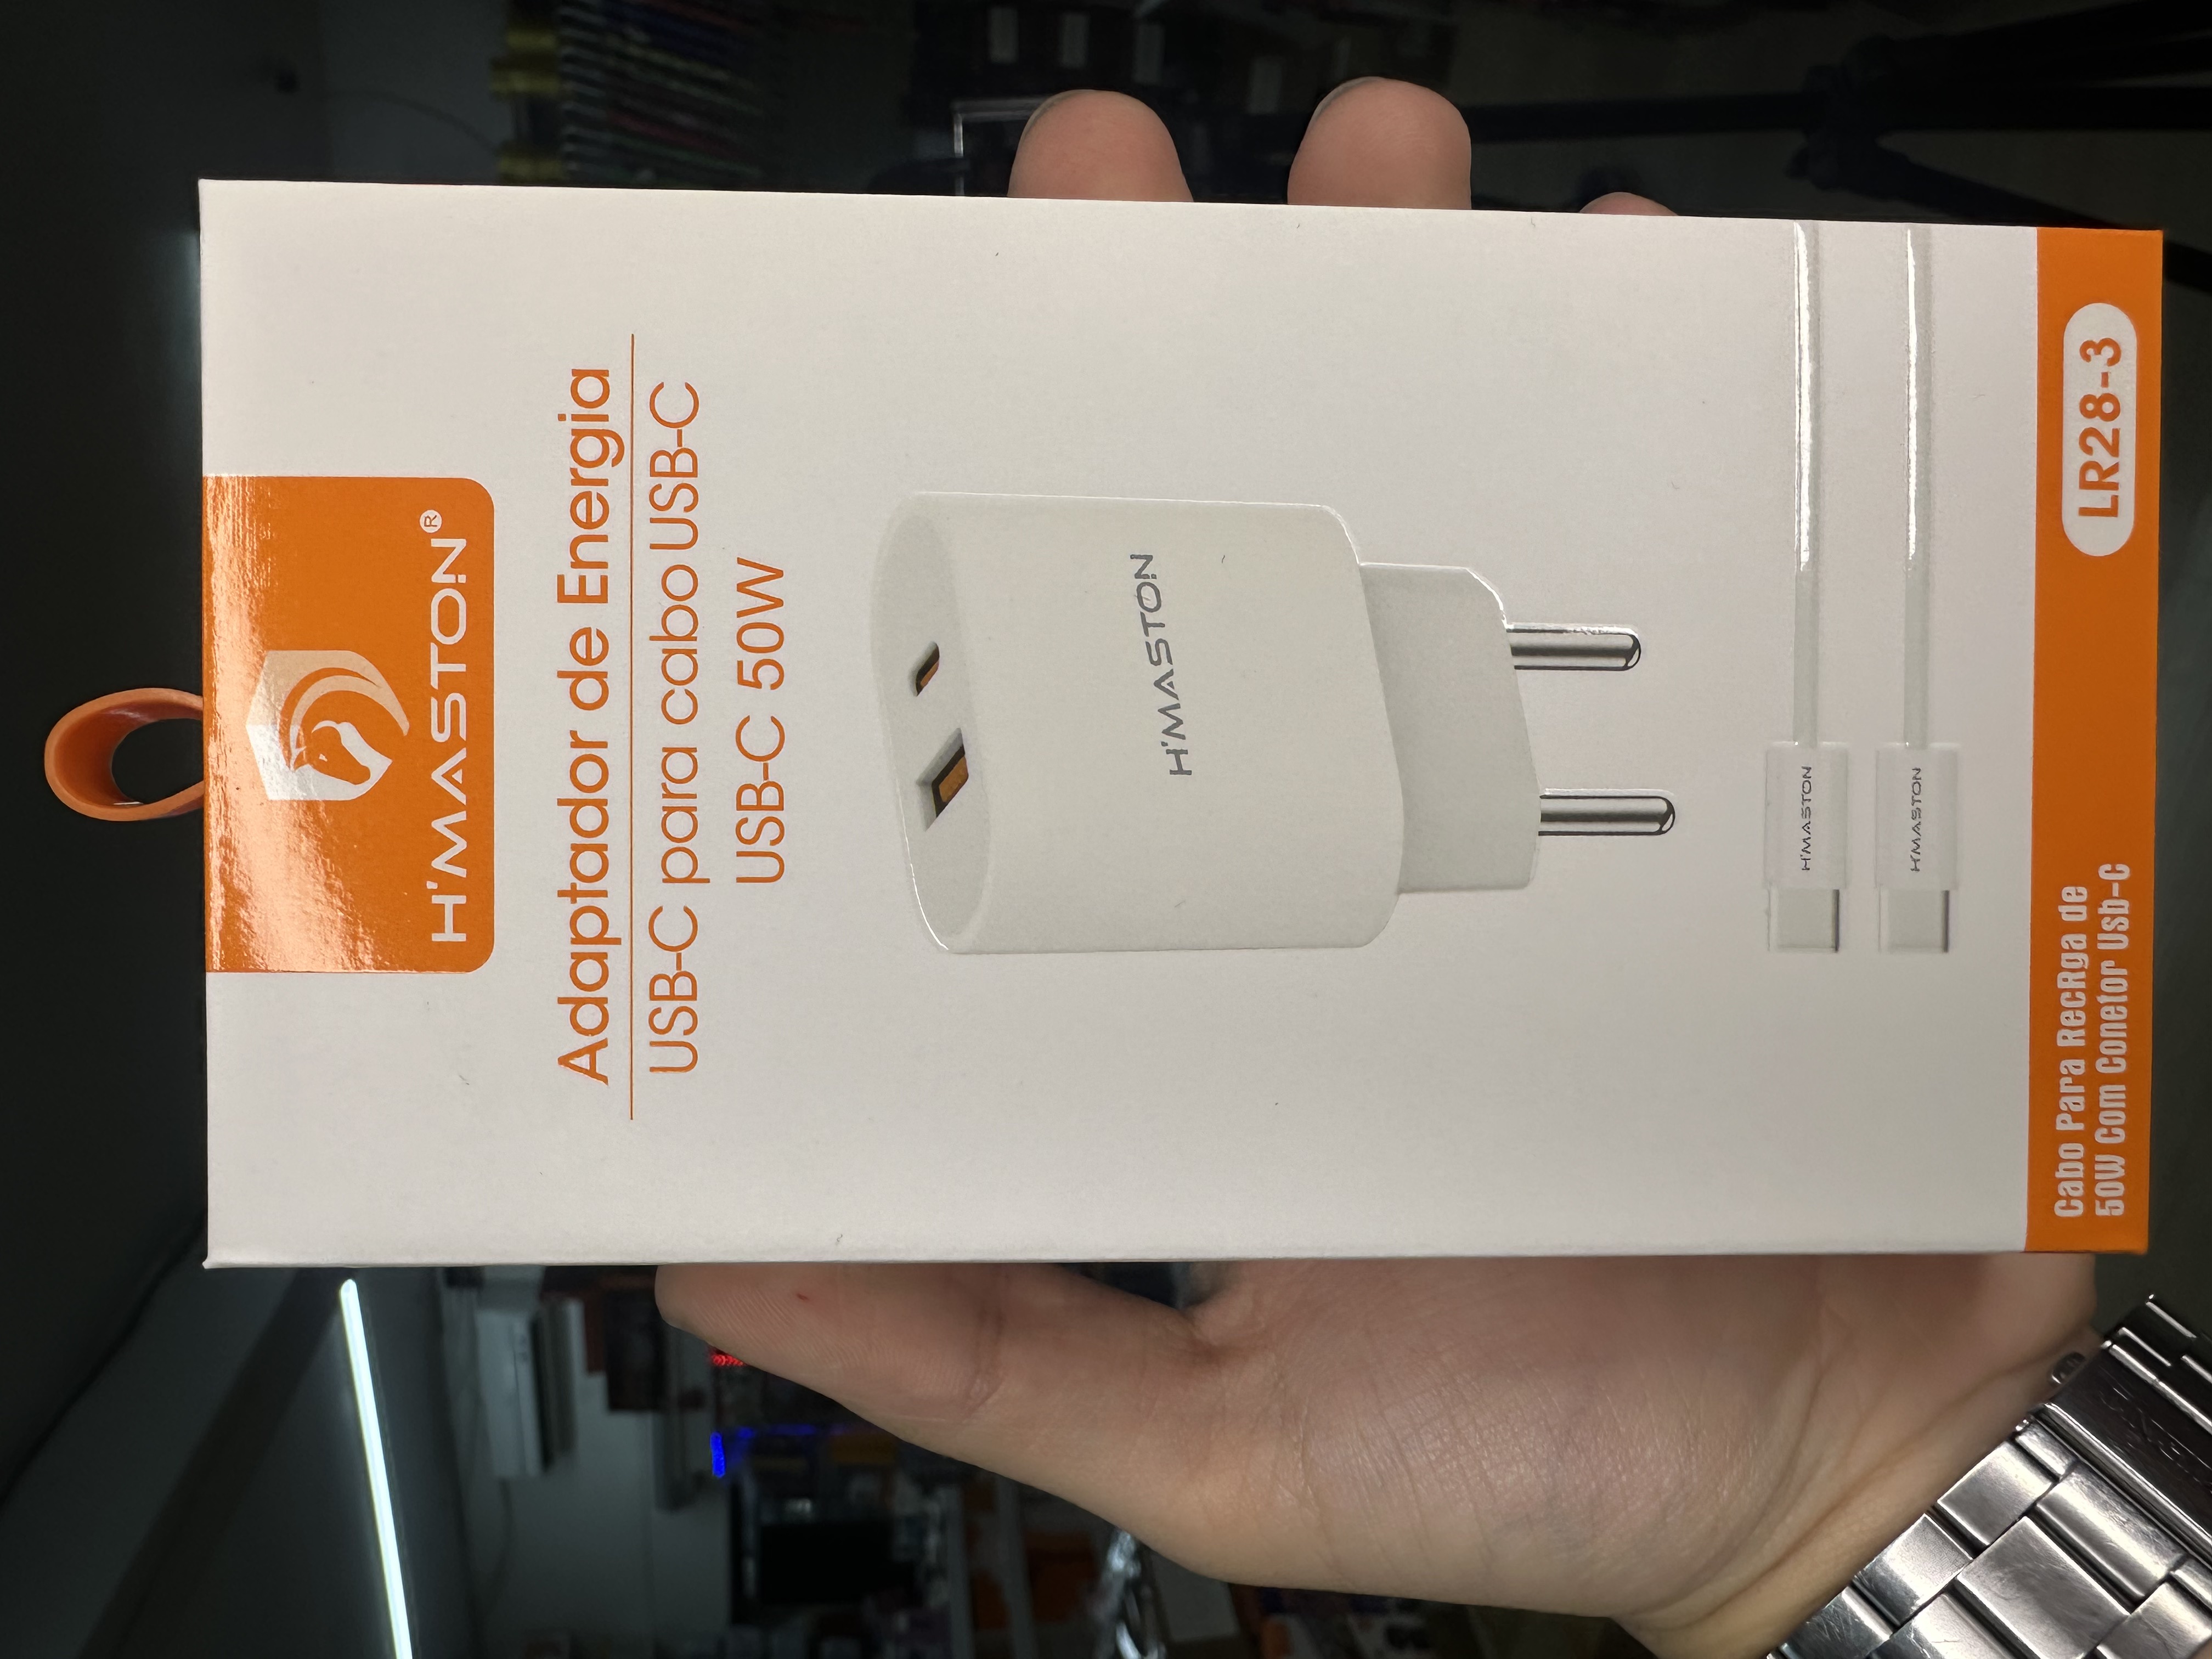 H'MASTON®
Adaptador de Energia
USB-C para cabo USB-C
USB-C 50W
H'MASTON
H'MASTON
H'MASTON
Cabo Para RecRga de
50W Com Conetor Usb-C
LR28-3